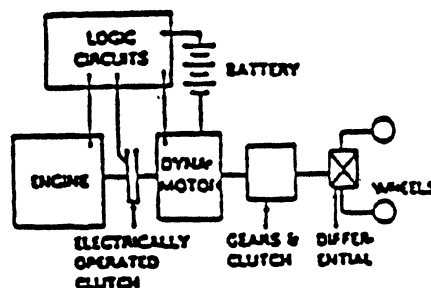 LOGIC
CIRCUITS
BATTERY
ENGINE
DYNA-
MOTOR
WHEELS
ELECTRICALLY
OPERATED
CLUTCH
GEARS &
CLUTCH
DIFFER-
ENTIAL